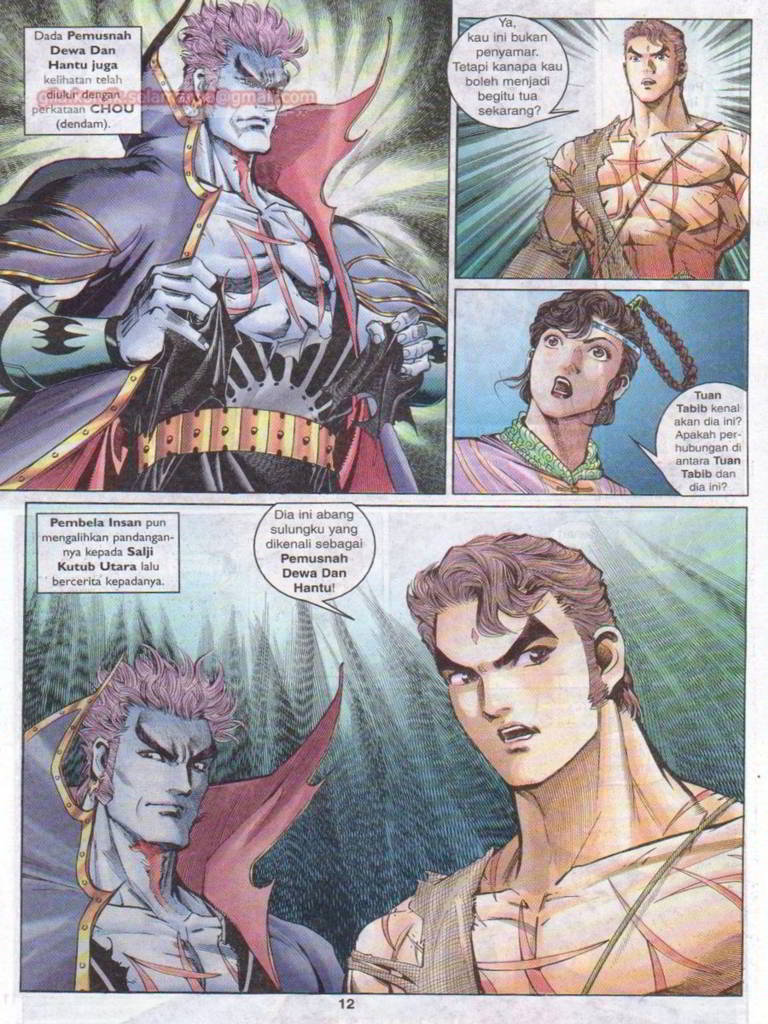 Dada Pemusnah
Dewa Dan
Hantu juga
kelihatan telah
diukir dengan
perkataan CHOU
(dendam).
Ya,
kau ini bukan
penyamar.
Tetapi kanapa kau
boleh menjadi
begitu tua
sekarang?
Tuan
Tabib kenal
akan dia ini?
Apakah per-
hubungan di
antara Tuan
Tabib dan
dia ini?
Pembela Insan pun
mengalihkan pandangan-
nya kepada Salji
Kutub Utara lalu
bercerita kepadanya.
Dia ini abang
sulungku yang
dikenali sebagai
Pemusnah
Dewa Dan
Hantu!
12